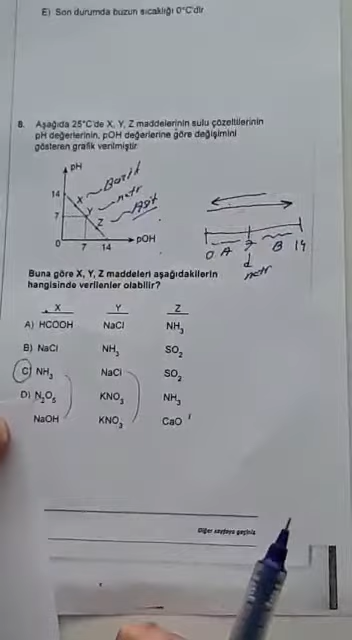 E) Son durumda buzun sıcaklığı 0°C'dir
8. Aşağıda 25°C'de X, Y, Z maddelerinin sulu çözeltilerinin
pH değerlerinin, pOH değerlerine göre değişimini
gösteren grafik verilmiştir.
pH
14
X
Y
7
Z
Bazik
nötr
Asit
0
7
14
pOH
0 A 7 B 14
nötr
Buna göre X, Y, Z maddeleri aşağıdakilerin
hangisinde verilenler olabilir?
X Y Z
A) HCOOH NaCl NH₃
B) NaCl NH₃ SO₂
C) NH₃ NaCl SO₂
D) N₂O₅ KNO₃ NH₃
NaOH KNO₃ CaO
Diğer sayfaya geçiniz